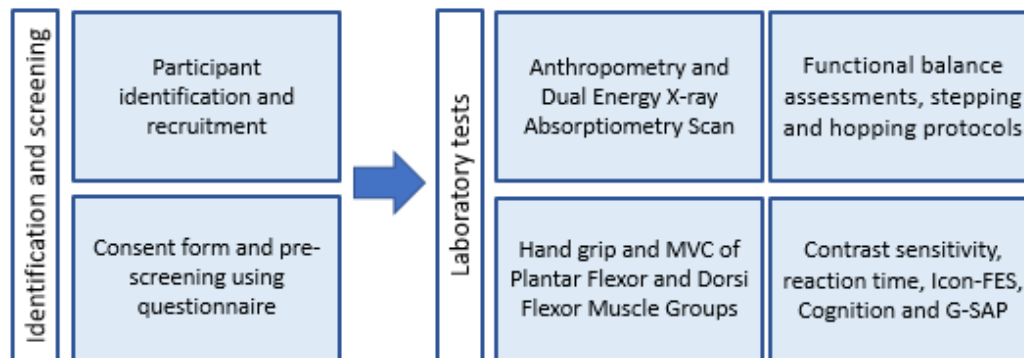 Identification and screening
Participant
identification and
recruitment
Consent form and pre-
screening using
questionnaire
Laboratory tests
Anthropometry and
Dual Energy X-ray
Absorptiometry Scan
Functional balance
assessments, stepping
and hopping protocols
Hand grip and MVC of
Plantar Flexor and Dorsi
Flexor Muscle Groups
Contrast sensitivity,
reaction time, Icon-FES,
Cognition and G-SAP